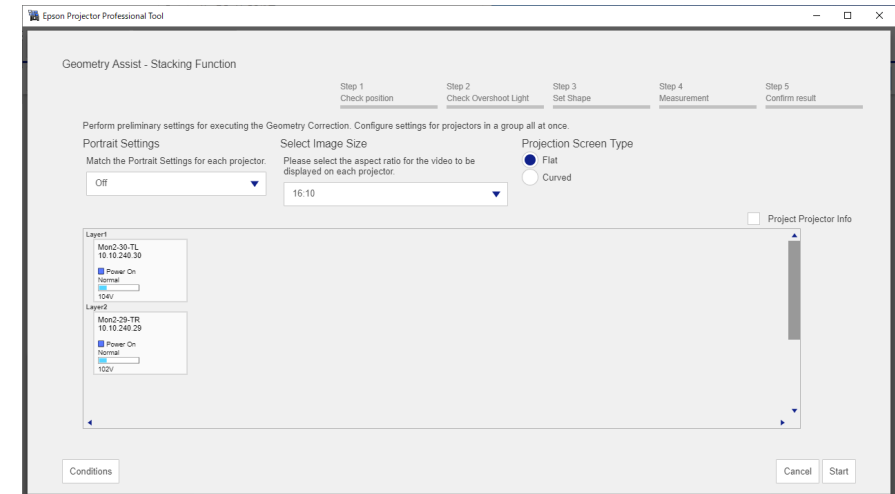 Epson Projector Professional Tool
Geometry Assist - Stacking Function
Step 1
Check position
Step 2
Check Overshoot Light
Step 3
Set Shape
Step 4
Measurement
Step 5
Confirm result
Perform preliminary settings for executing the Geometry Correction. Configure settings for projectors in a group all at once.
Portrait Settings
Match the Portrait Settings for each projector.
Off
Select Image Size
Please select the aspect ratio for the video to be
displayed on each projector.
16:10
Projection Screen Type
Flat
Curved
Project Projector Info
Layer1
Mon2-30-TL
10.10.240.30
Power On
Normal
104V
Layer2
Mon2-29-TR
10.10.240.29
Power On
Normal
102V
Conditions
Cancel
Start